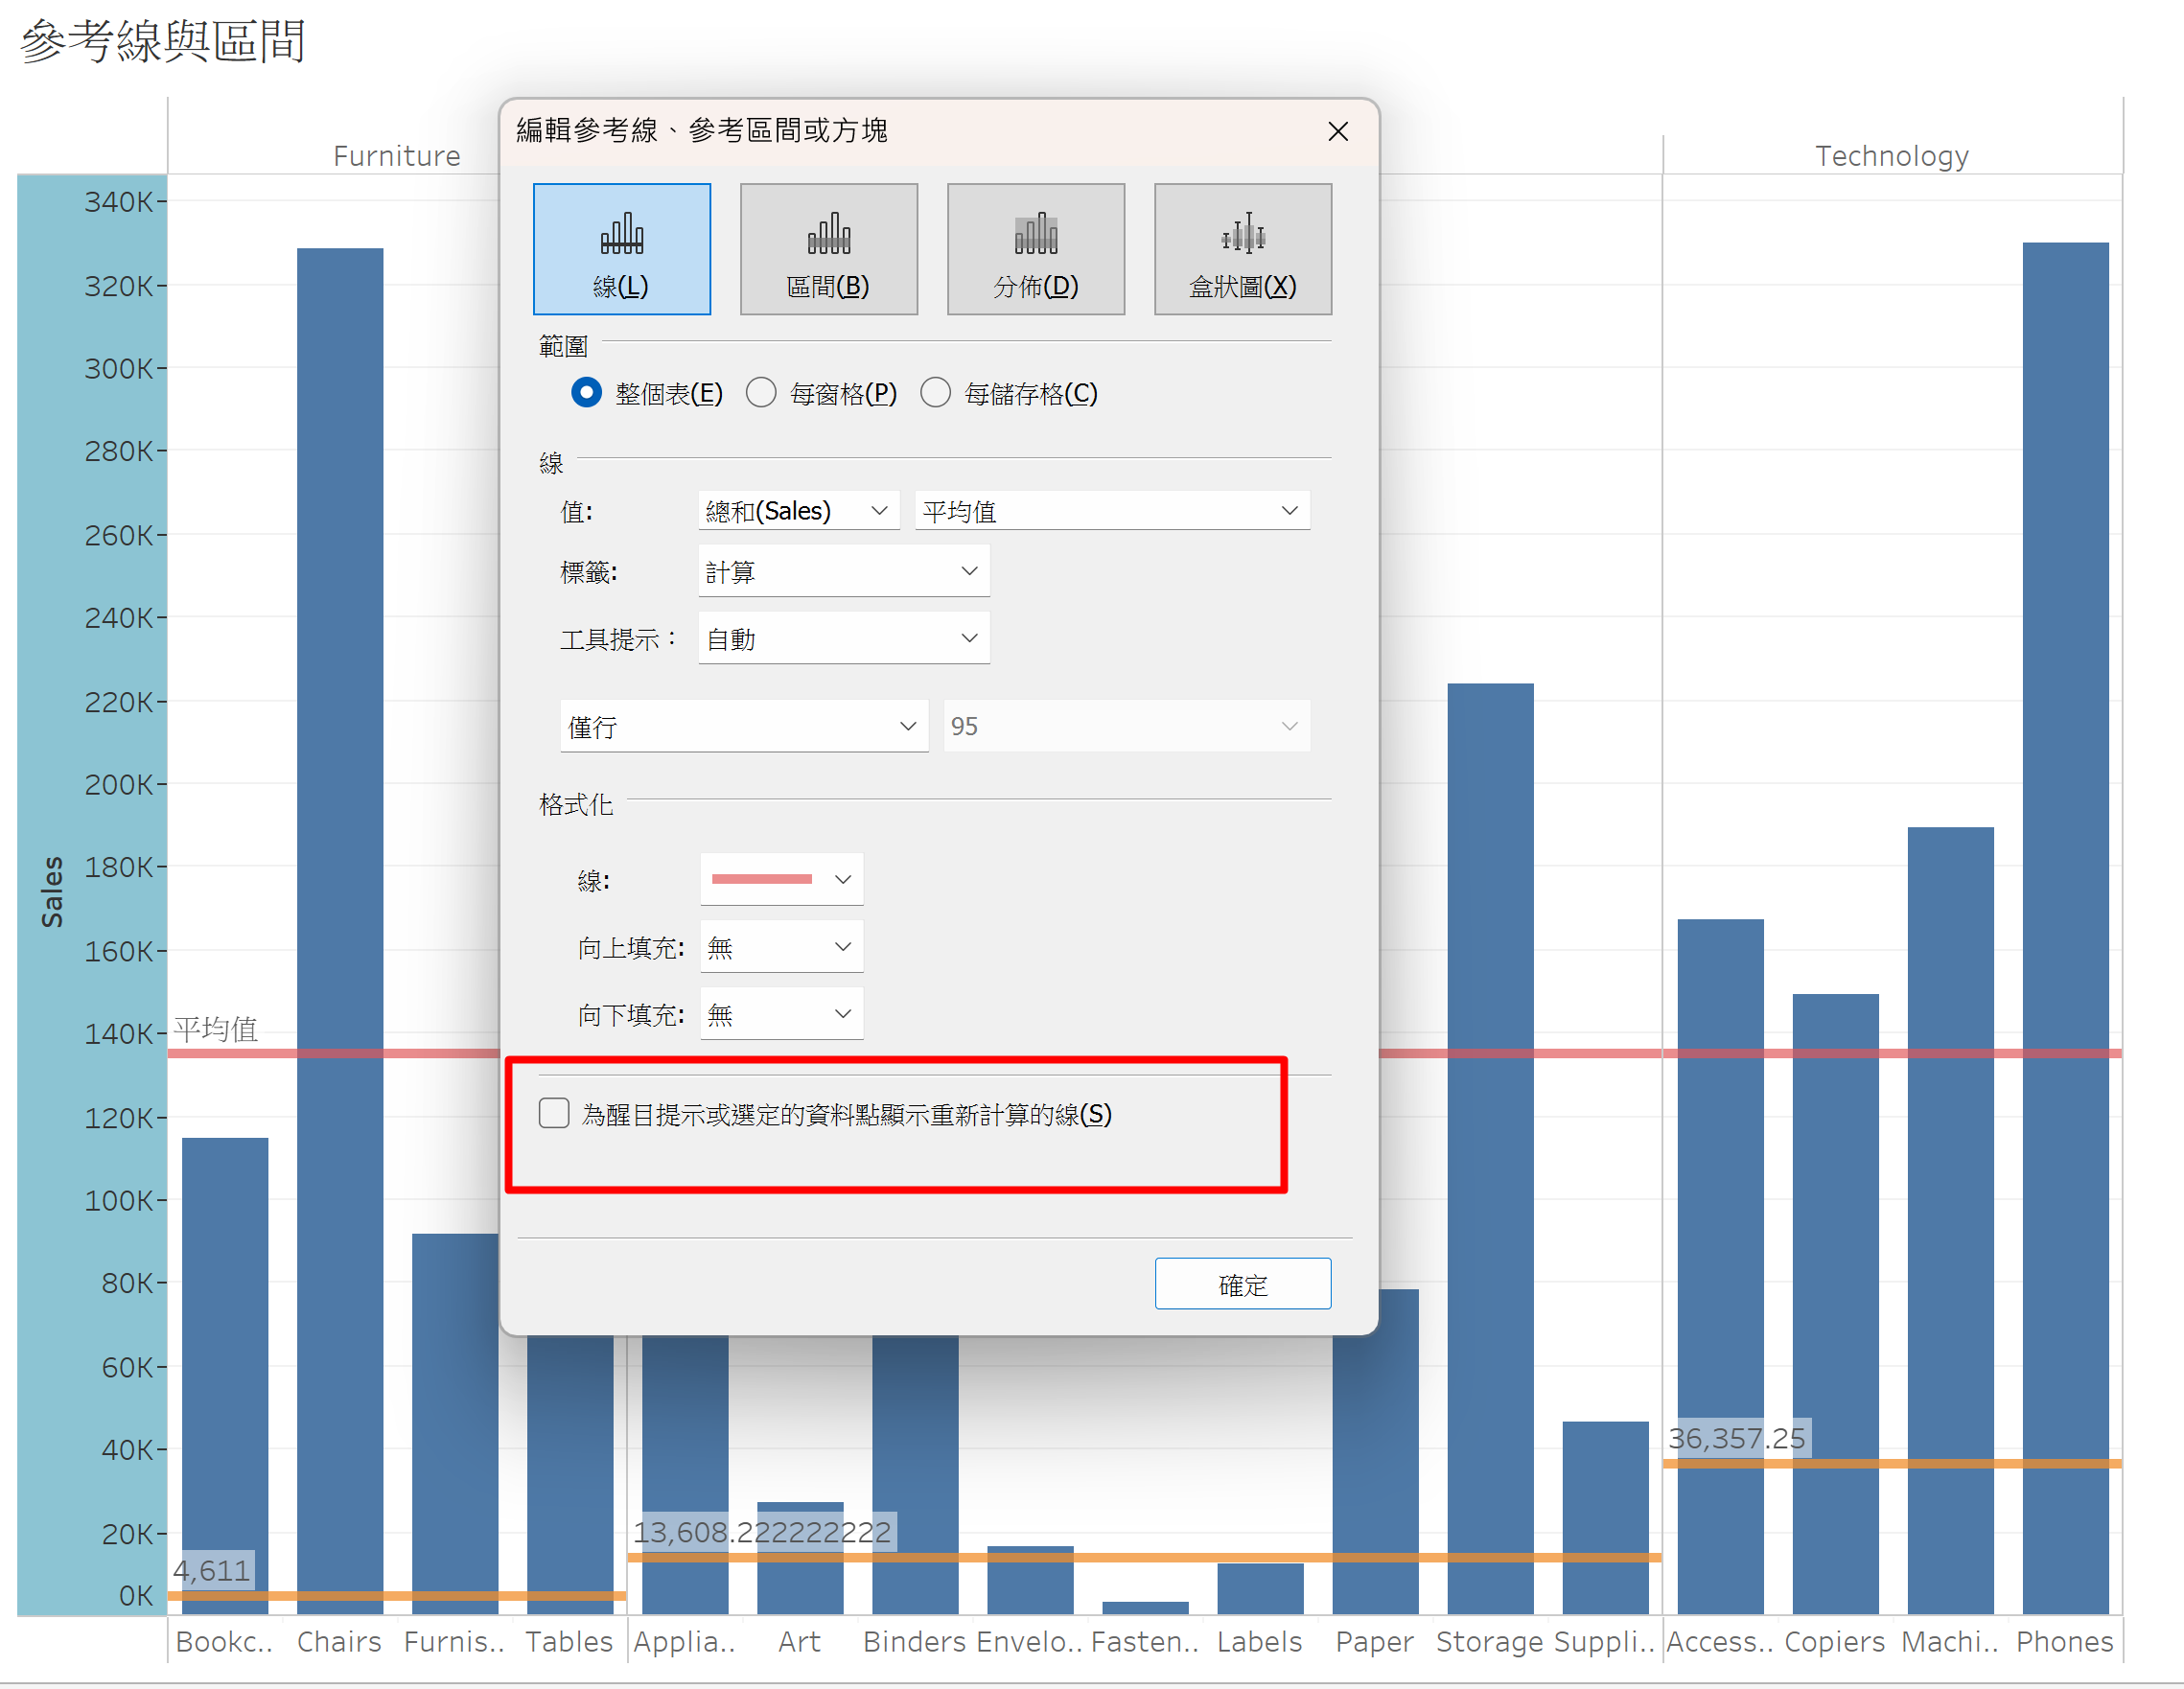 參考線與區間
Furniture
Technology
編輯參考線、參考區間或方塊
線(L)
區間(B)
分佈(D)
盒狀圖(X)
範圍
整個表(E)
每窗格(P)
每儲存格(C)
線
值:
總和(Sales)
平均值
標籤:
計算
工具提示：
自動
僅行
95
格式化
線:
向上填充:
無
向下填充:
無
為醒目提示或選定的資料點顯示重新計算的線(S)
確定
Sales
340K
320K
300K
280K
260K
240K
220K
200K
180K
160K
140K
120K
100K
80K
60K
40K
20K
0K
平均值
4,611
13,608.222222222
36,357.25
Bookc..
Chairs
Furnis..
Tables
Applia..
Art
Binders
Envelo..
Fasten..
Labels
Paper
Storage
Suppli..
Access..
Copiers
Machi..
Phones